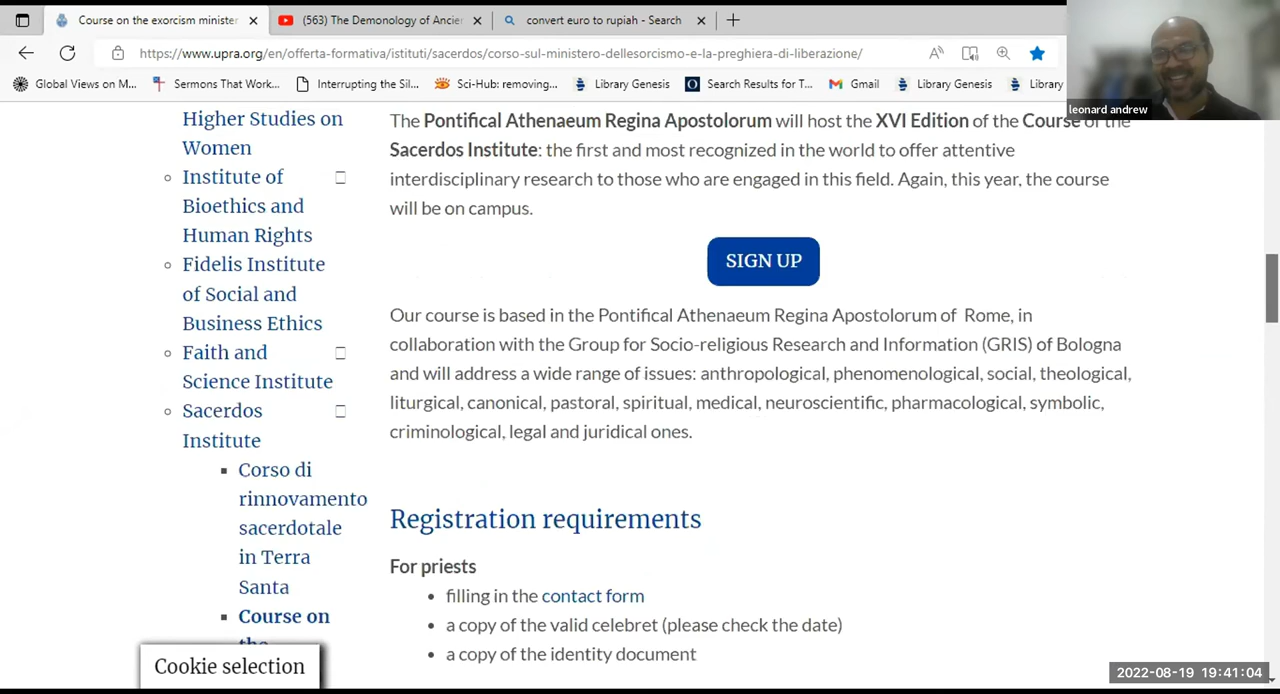 Course on the exorcism minister
(563) The Demonology of Ancie
convert euro to rupiah - Search
https://www.upra.org/en/offerta-formativa/istituti/sacerdos/corso-sul-ministero-dellesorcismo-e-la-preghiera-di-liberazione/
Global Views on M...
Sermons That Work...
Interrupting the Sil...
Sci-Hub: removing...
Library Genesis
Search Results for T...
Gmail
Library Genesis
Library
leonard andrew
Higher Studies on
Women
Institute of
Bioethics and
Human Rights
Fidelis Institute
of Social and
Business Ethics
Faith and
Science Institute
Sacerdos
Institute
Corso di
rinnovamento
sacerdotale
in Terra
Santa
Course on
the
Cookie selection
The Pontifical Athenaeum Regina Apostolorum will host the XVI Edition of the Course of the
Sacerdos Institute: the first and most recognized in the world to offer attentive
interdisciplinary research to those who are engaged in this field. Again, this year, the course
will be on campus.
SIGN UP
Our course is based in the Pontifical Athenaeum Regina Apostolorum of Rome, in
collaboration with the Group for Socio-religious Research and Information (GRIS) of Bologna
and will address a wide range of issues: anthropological, phenomenological, social, theological,
liturgical, canonical, pastoral, spiritual, medical, neuroscientific, pharmacological, symbolic,
criminological, legal and juridical ones.
Registration requirements
For priests
filling in the contact form
a copy of the valid celebret (please check the date)
a copy of the identity document
2022-08-19 19:41:04